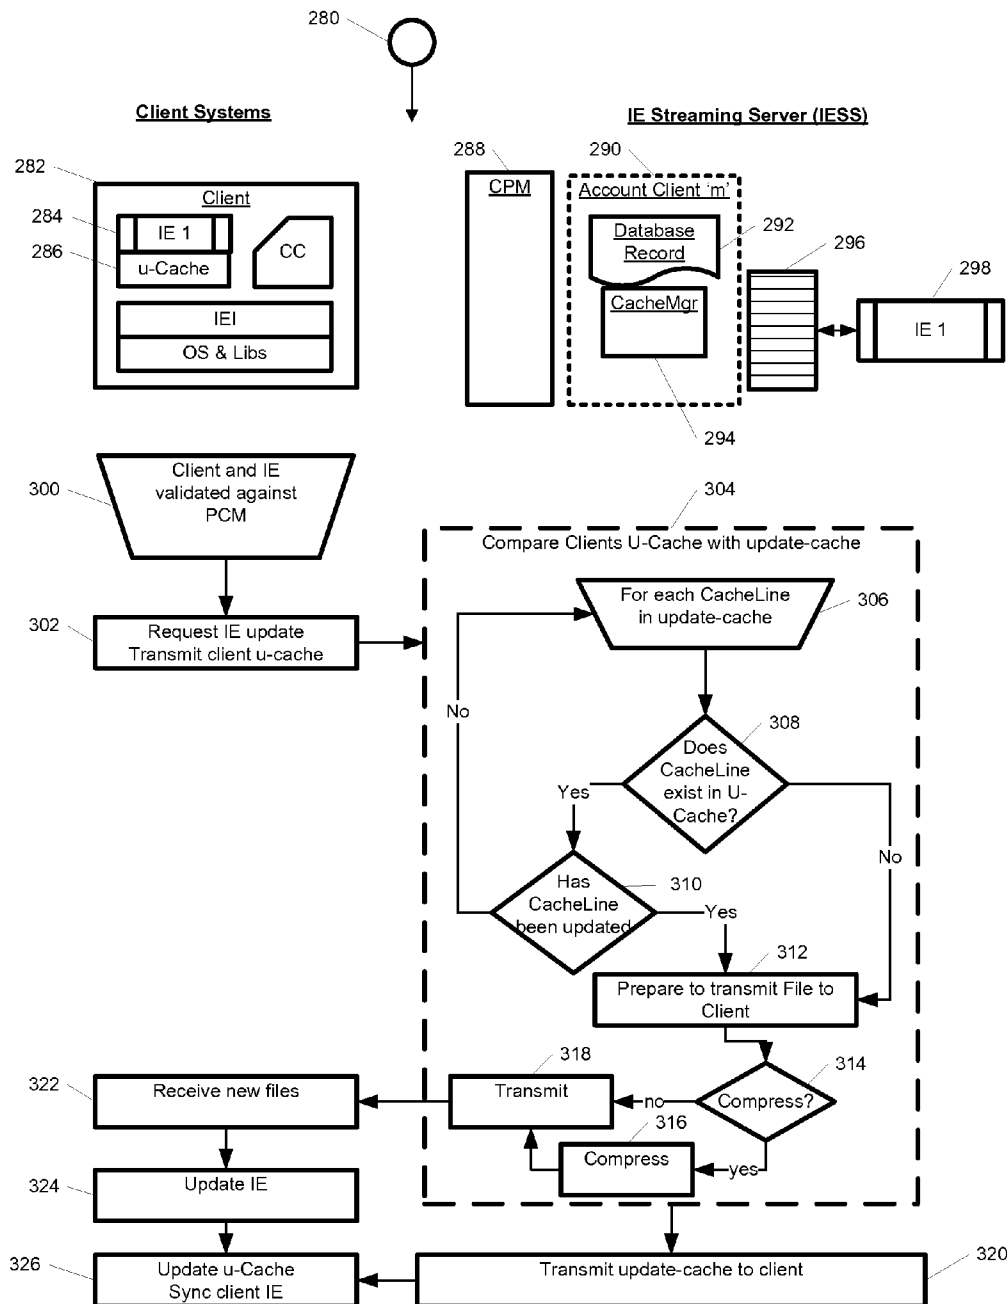 280
Client Systems
IE Streaming Server (IESS)
282
Client
284
IE 1
286
u-Cache
CC
IEI
OS & Libs
288
CPM
290
Account Client 'm'
Database
Record
292
CacheMgr
294
296
298
IE 1
300
Client and IE
validated against
PCM
302
Request IE update
Transmit client u-cache
304
Compare Clients U-Cache with update-cache
For each CacheLine
in update-cache
306
No
308
Does
CacheLine
exist in U-
Cache?
Yes
No
Has
CacheLine
been updated
310
Yes
312
Prepare to transmit File to
Client
314
Compress?
no
318
Transmit
316
Compress
yes
322
Receive new files
324
Update IE
326
Update u-Cache
Sync client IE
Transmit update-cache to client
320